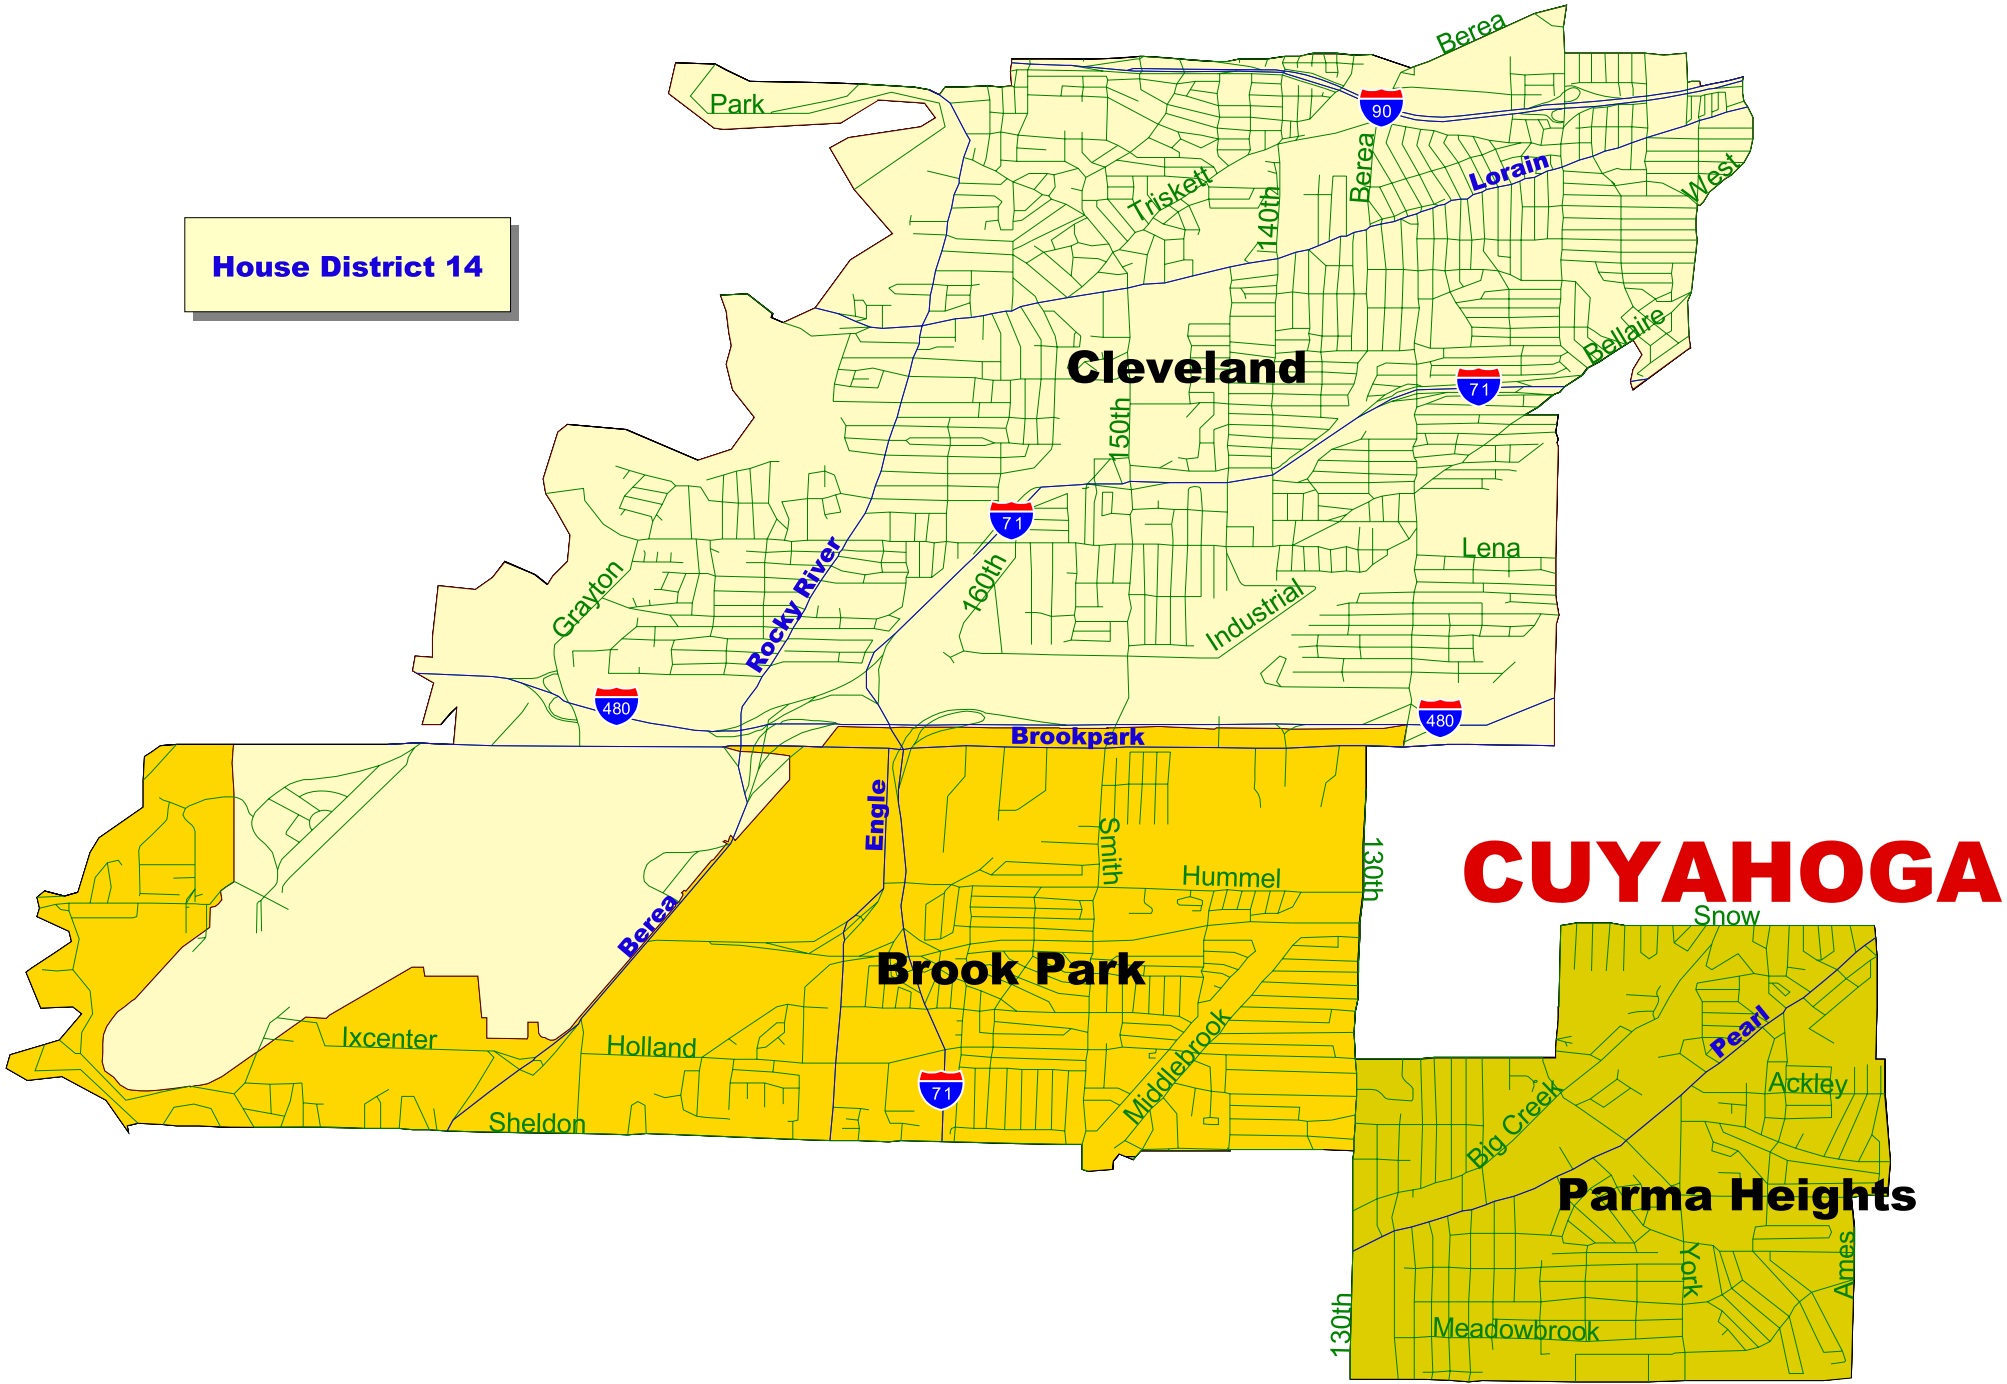 Berea
Park
90
Berea
Lorain
West
Triskett
140th
House District 14
Bellaire
Cleveland
71
150th
71
Lena
Rocky River
160th
Grayton
Industrial
480
480
Brookpark
Engle
Smith
130th
CUYAHOGA
Hummel
Snow
Berea
Brook Park
Pearl
Ixcenter
Holland
Middlebrook
71
Ackley
Big Creek
Sheldon
Parma Heights
York
Ames
130th
Meadowbrook